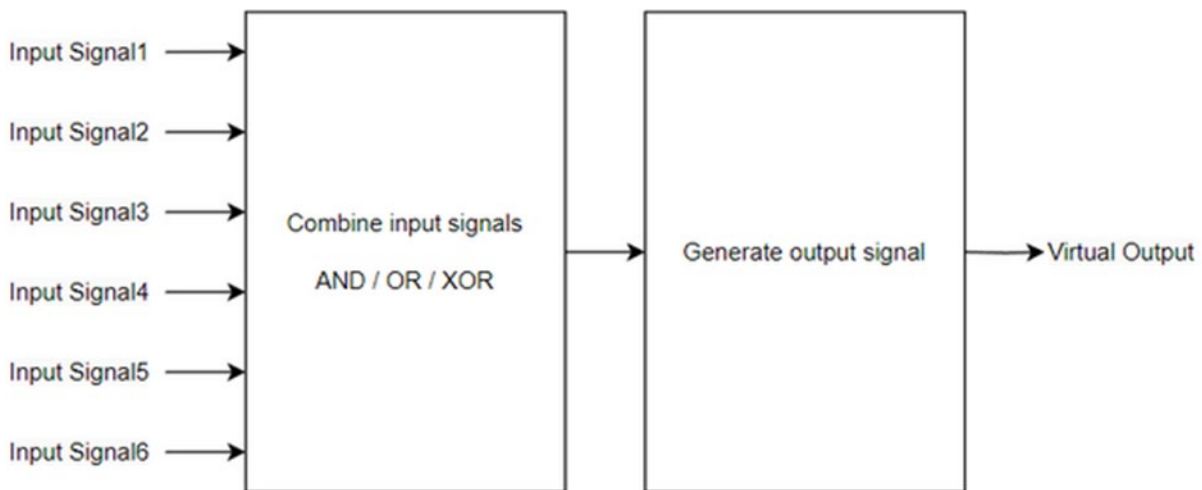 Input Signal1
Input Signal2
Input Signal3
Input Signal4
Input Signal5
Input Signal6
Combine input signals
AND / OR / XOR
Generate output signal
Virtual Output